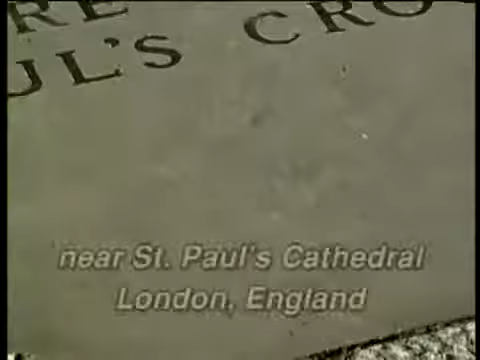 RE
UL'S CRO
near St. Paul's Cathedral
London, England